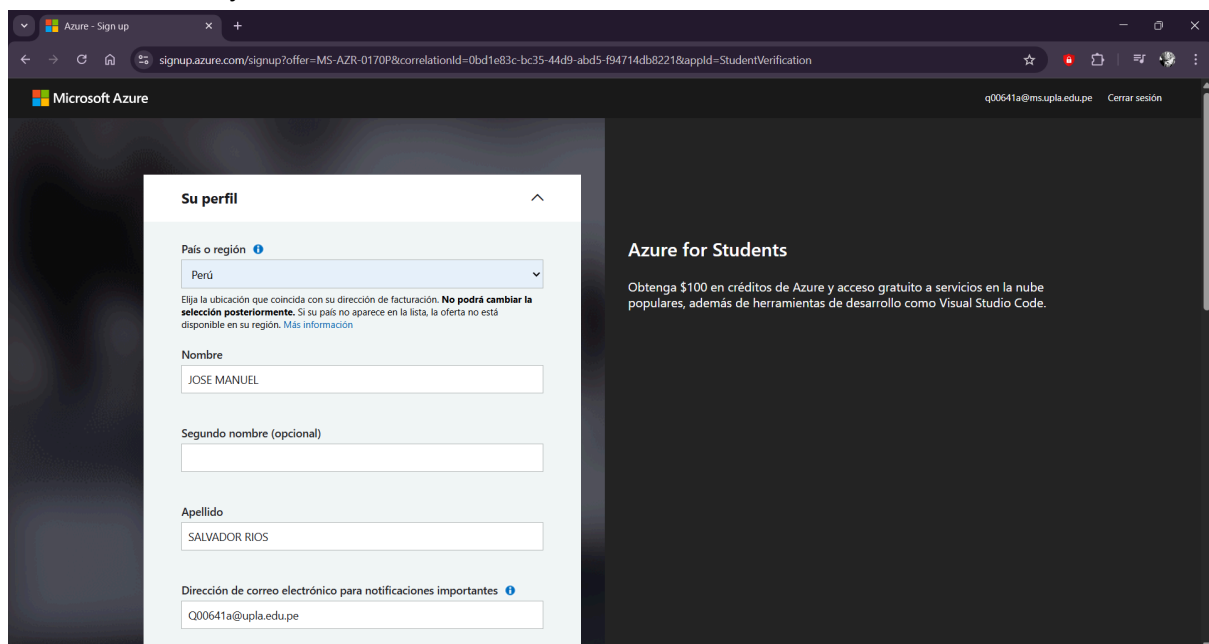 Azure - Sign up
signup.azure.com/signup?offer=MS-AZR-0170P&correlationId=0bd1e83c-bc35-44d9-abd5-f94714db8221&appId=StudentVerification
Microsoft Azure
q00641a@ms.upla.edu.pe Cerrar sesión
Su perfil
País o región
Perú
Elija la ubicación que coincida con su dirección de facturación. No podrá cambiar la
selección posteriormente. Si su país no aparece en la lista, la oferta no está
disponible en su región. Más información
Nombre
JOSE MANUEL
Segundo nombre (opcional)
Apellido
SALVADOR RIOS
Dirección de correo electrónico para notificaciones importantes
Q00641a@upla.edu.pe
Azure for Students
Obtenga $100 en créditos de Azure y acceso gratuito a servicios en la nube
populares, además de herramientas de desarrollo como Visual Studio Code.